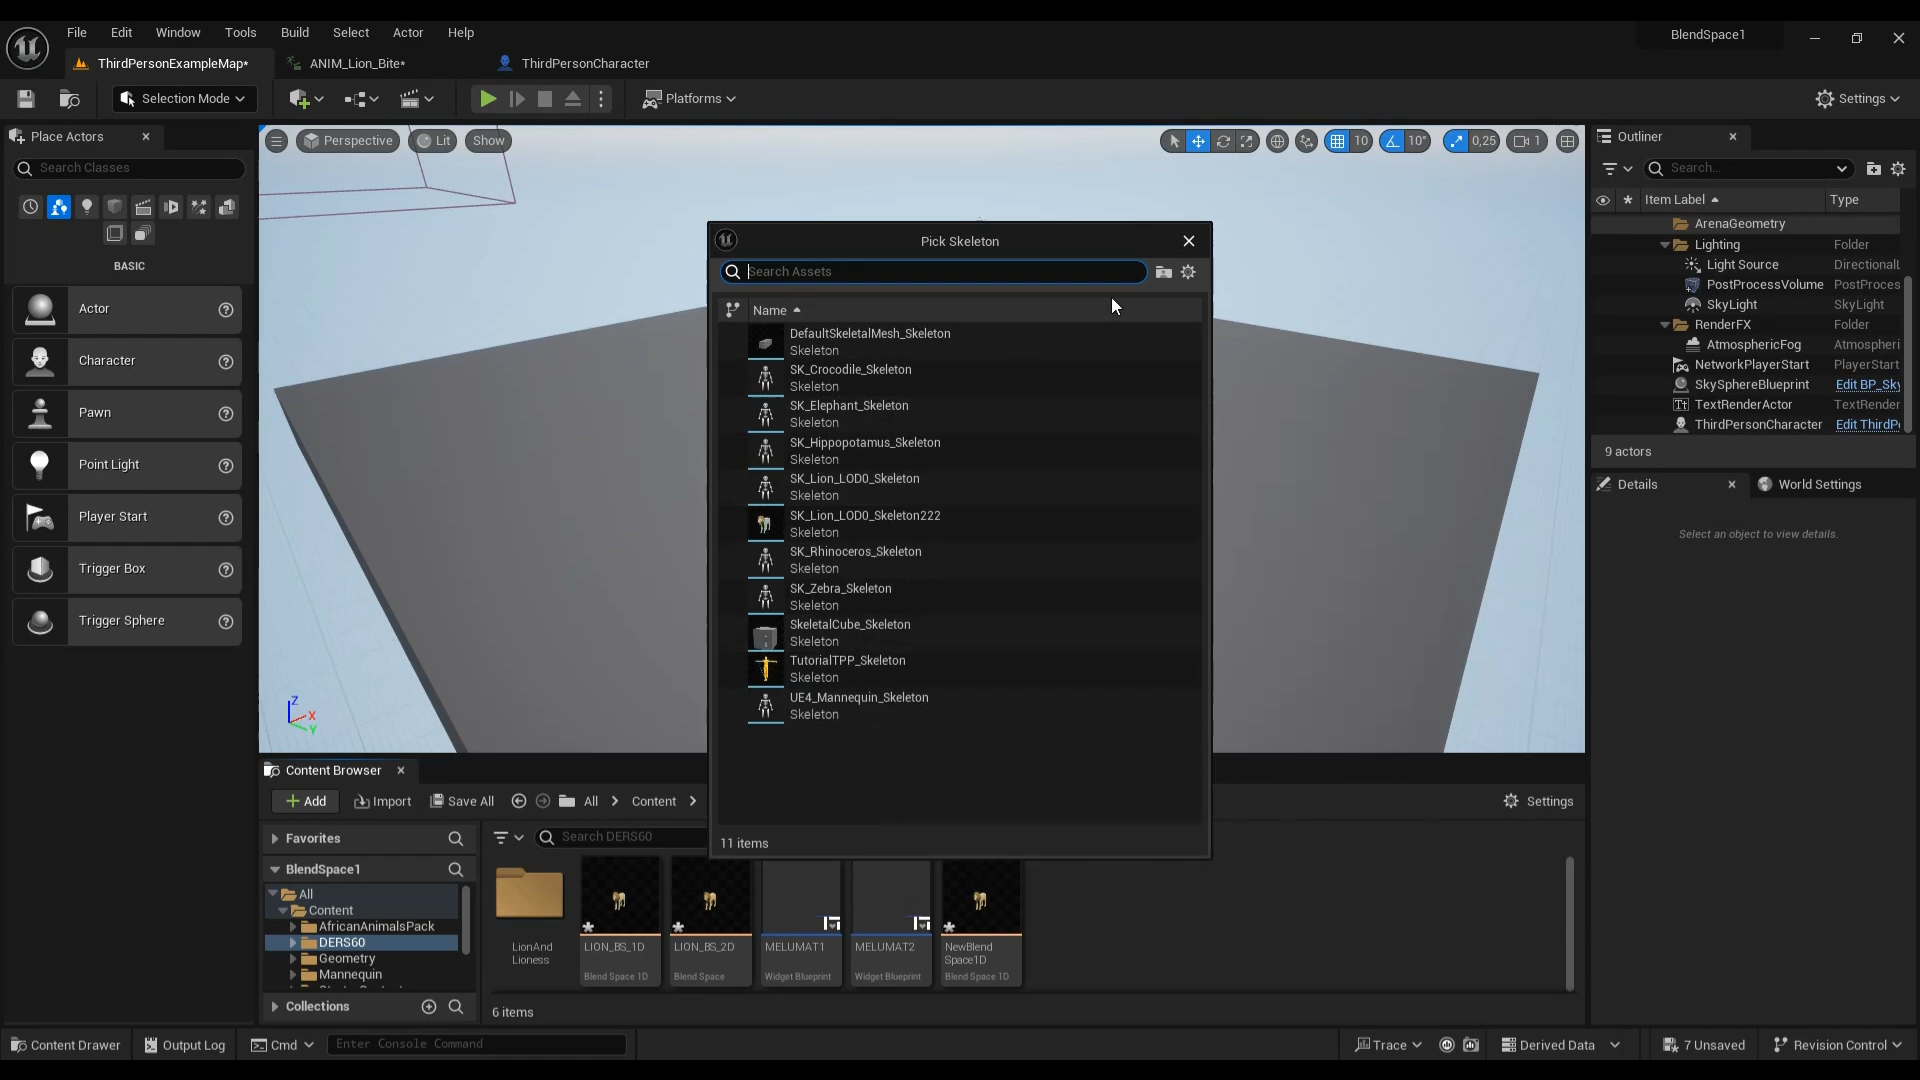 File Edit Window Tools Build Select Actor Help
BlendSpace1
ThirdPersonExampleMap*
ANIM_Lion_Bite*
ThirdPersonCharacter
Selection Mode
Platforms
Settings
Place Actors
Search Classes
BASIC
Actor
Character
Pawn
Point Light
Player Start
Trigger Box
Trigger Sphere
Perspective
Lit
Show
10
10°
0,25
1
Z
X
Y
Pick Skeleton
Search Assets
Name
DefaultSkeletalMesh_Skeleton
Skeleton
SK_Crocodile_Skeleton
Skeleton
SK_Elephant_Skeleton
Skeleton
SK_Hippopotamus_Skeleton
Skeleton
SK_Lion_LOD0_Skeleton
Skeleton
SK_Lion_LOD0_Skeleton222
Skeleton
SK_Rhinoceros_Skeleton
Skeleton
SK_Zebra_Skeleton
Skeleton
SkeletalCube_Skeleton
Skeleton
TutorialTPP_Skeleton
Skeleton
UE4_Mannequin_Skeleton
Skeleton
11 items
Outliner
Search...
Item Label Type
ArenaGeometry
Lighting Folder
Light Source Directionall
PostProcessVolume PostProces
SkyLight SkyLight
RenderFX Folder
AtmosphericFog Atmospheri
NetworkPlayerStart PlayerStart
SkySphereBlueprint Edit BP_Sky
TextRenderActor TextRender
ThirdPersonCharacter Edit ThirdP
9 actors
Details
World Settings
Select an object to view details.
Content Browser
Add
Import
Save All
All
Content
Settings
Favorites
BlendSpace1
All
Content
AfricanAnimalsPack
DERS60
Geometry
Mannequin
Collections
Search DERS60
LionAnd
Lioness
LION_BS_1D
Blend Space 1D
LION_BS_2D
Blend Space
MELUMAT1
Widget Blueprint
MELUMAT2
Widget Blueprint
NewBlend
Space1D
Blend Space 1D
6 items
Content Drawer
Output Log
Cmd
Enter Console Command
Trace
Derived Data
7 Unsaved
Revision Control